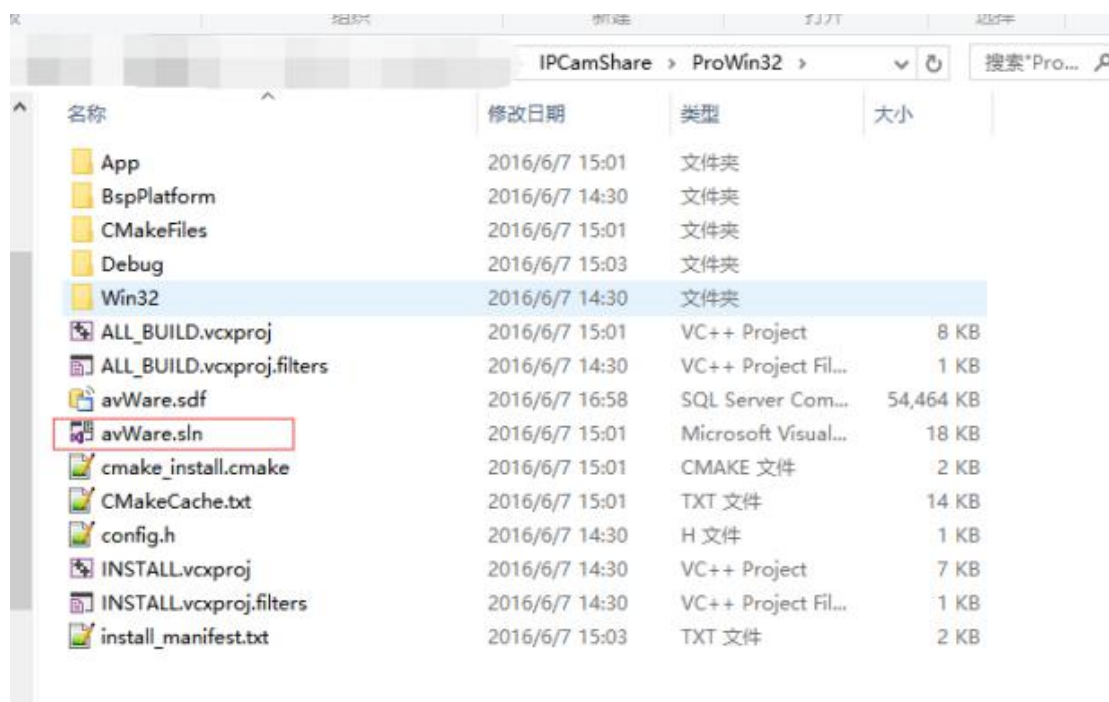 组织 新建 打开 选择
IPCamShare > ProWin32 > 搜索"Pro...
名称 修改日期 类型 大小
App 2016/6/7 15:01 文件夹
BspPlatform 2016/6/7 14:30 文件夹
CMakeFiles 2016/6/7 15:01 文件夹
Debug 2016/6/7 15:03 文件夹
Win32 2016/6/7 14:30 文件夹
ALL_BUILD.vcxproj 2016/6/7 15:01 VC++ Project 8 KB
ALL_BUILD.vcxproj.filters 2016/6/7 14:30 VC++ Project Fil... 1 KB
avWare.sdf 2016/6/7 16:58 SQL Server Com... 54,464 KB
avWare.sln 2016/6/7 15:01 Microsoft Visual... 18 KB
cmake_install.cmake 2016/6/7 15:01 CMAKE 文件 2 KB
CMakeCache.txt 2016/6/7 15:01 TXT 文件 14 KB
config.h 2016/6/7 14:30 H 文件 1 KB
INSTALL.vcxproj 2016/6/7 14:30 VC++ Project 7 KB
INSTALL.vcxproj.filters 2016/6/7 14:30 VC++ Project Fil... 1 KB
install_manifest.txt 2016/6/7 15:03 TXT 文件 2 KB